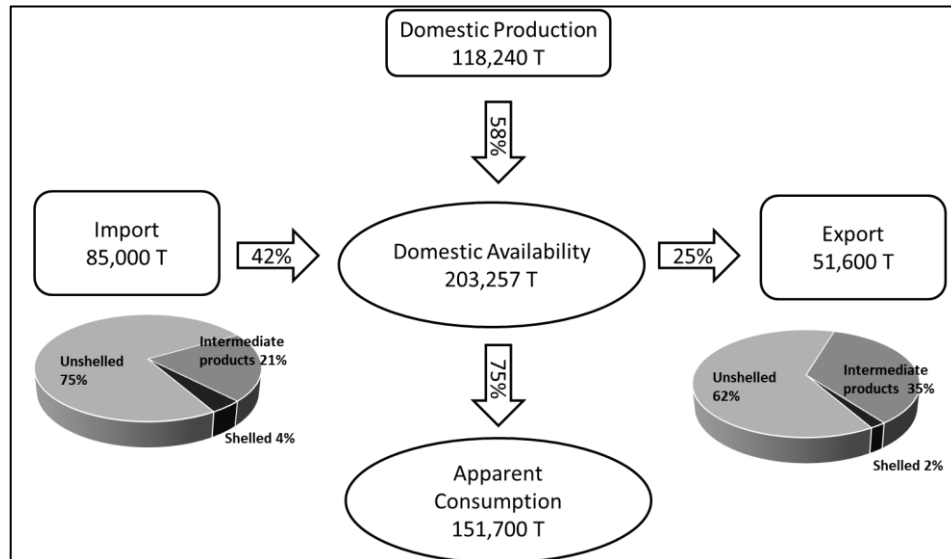 Domestic Production
118,240 T
58%
Import
85,000 T
42%
Domestic Availability
203,257 T
25%
Export
51,600 T
Unshelled
75%
Intermediate
products 21%
Shelled 4%
75%
Unshelled
62%
Intermediate
products 35%
Shelled 2%
Apparent
Consumption
151,700 T